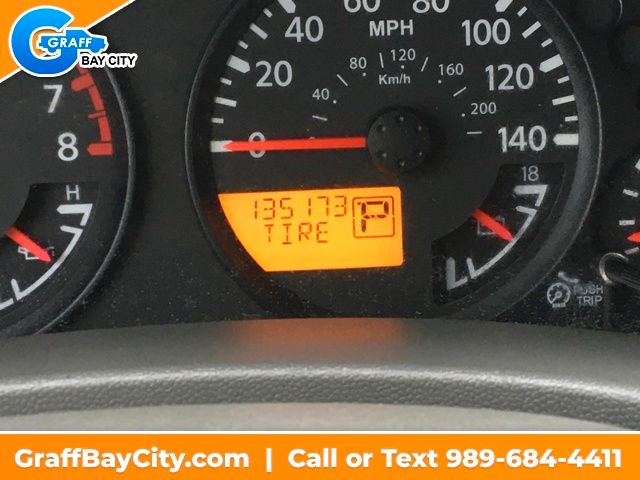 GRAFF
BAY CITY
60 80
MPH
40 100
20 120
0 140
40 80 120 160 200
Km/h
7
8
H
18
8
135173 P
TIRE
PUSH
TRIP
GraffBayCity.com | Call or Text 989-684-4411